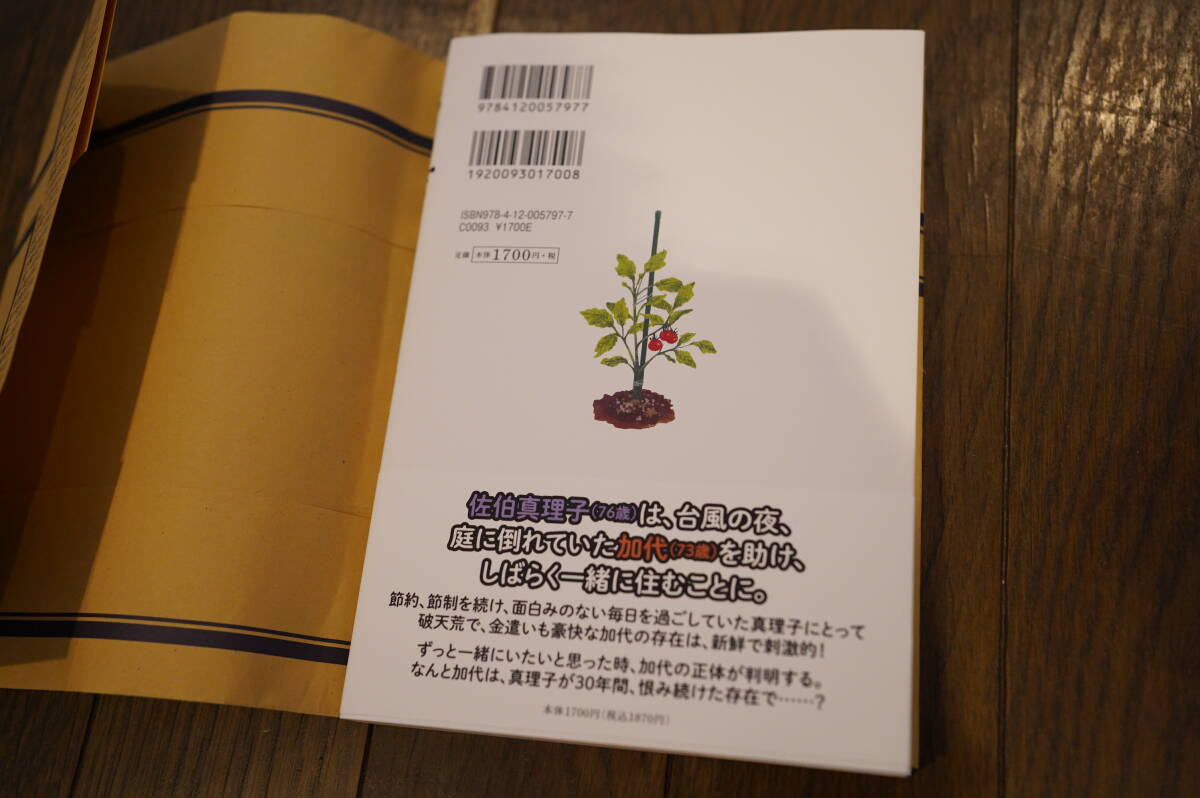 9784120057977
1920093017008
ISBN978-4-12-005797-7
C0093 ¥1700E
定価 本体1700円+税
佐伯真理子(76歳)は、台風の夜、
庭に倒れていた加代(73歳)を助け、
しばらく一緒に住むことに。
節約、節制を続け、面白みのない毎日を過ごしていた真理子にとって
破天荒で、金遣いも豪快な加代の存在は、新鮮で刺激的!
ずっと一緒にいたいと思った時、加代の正体が判明する。
なんと加代は、真理子が30年間、恨み続けた存在で……?
本体1700円(税込1870円)